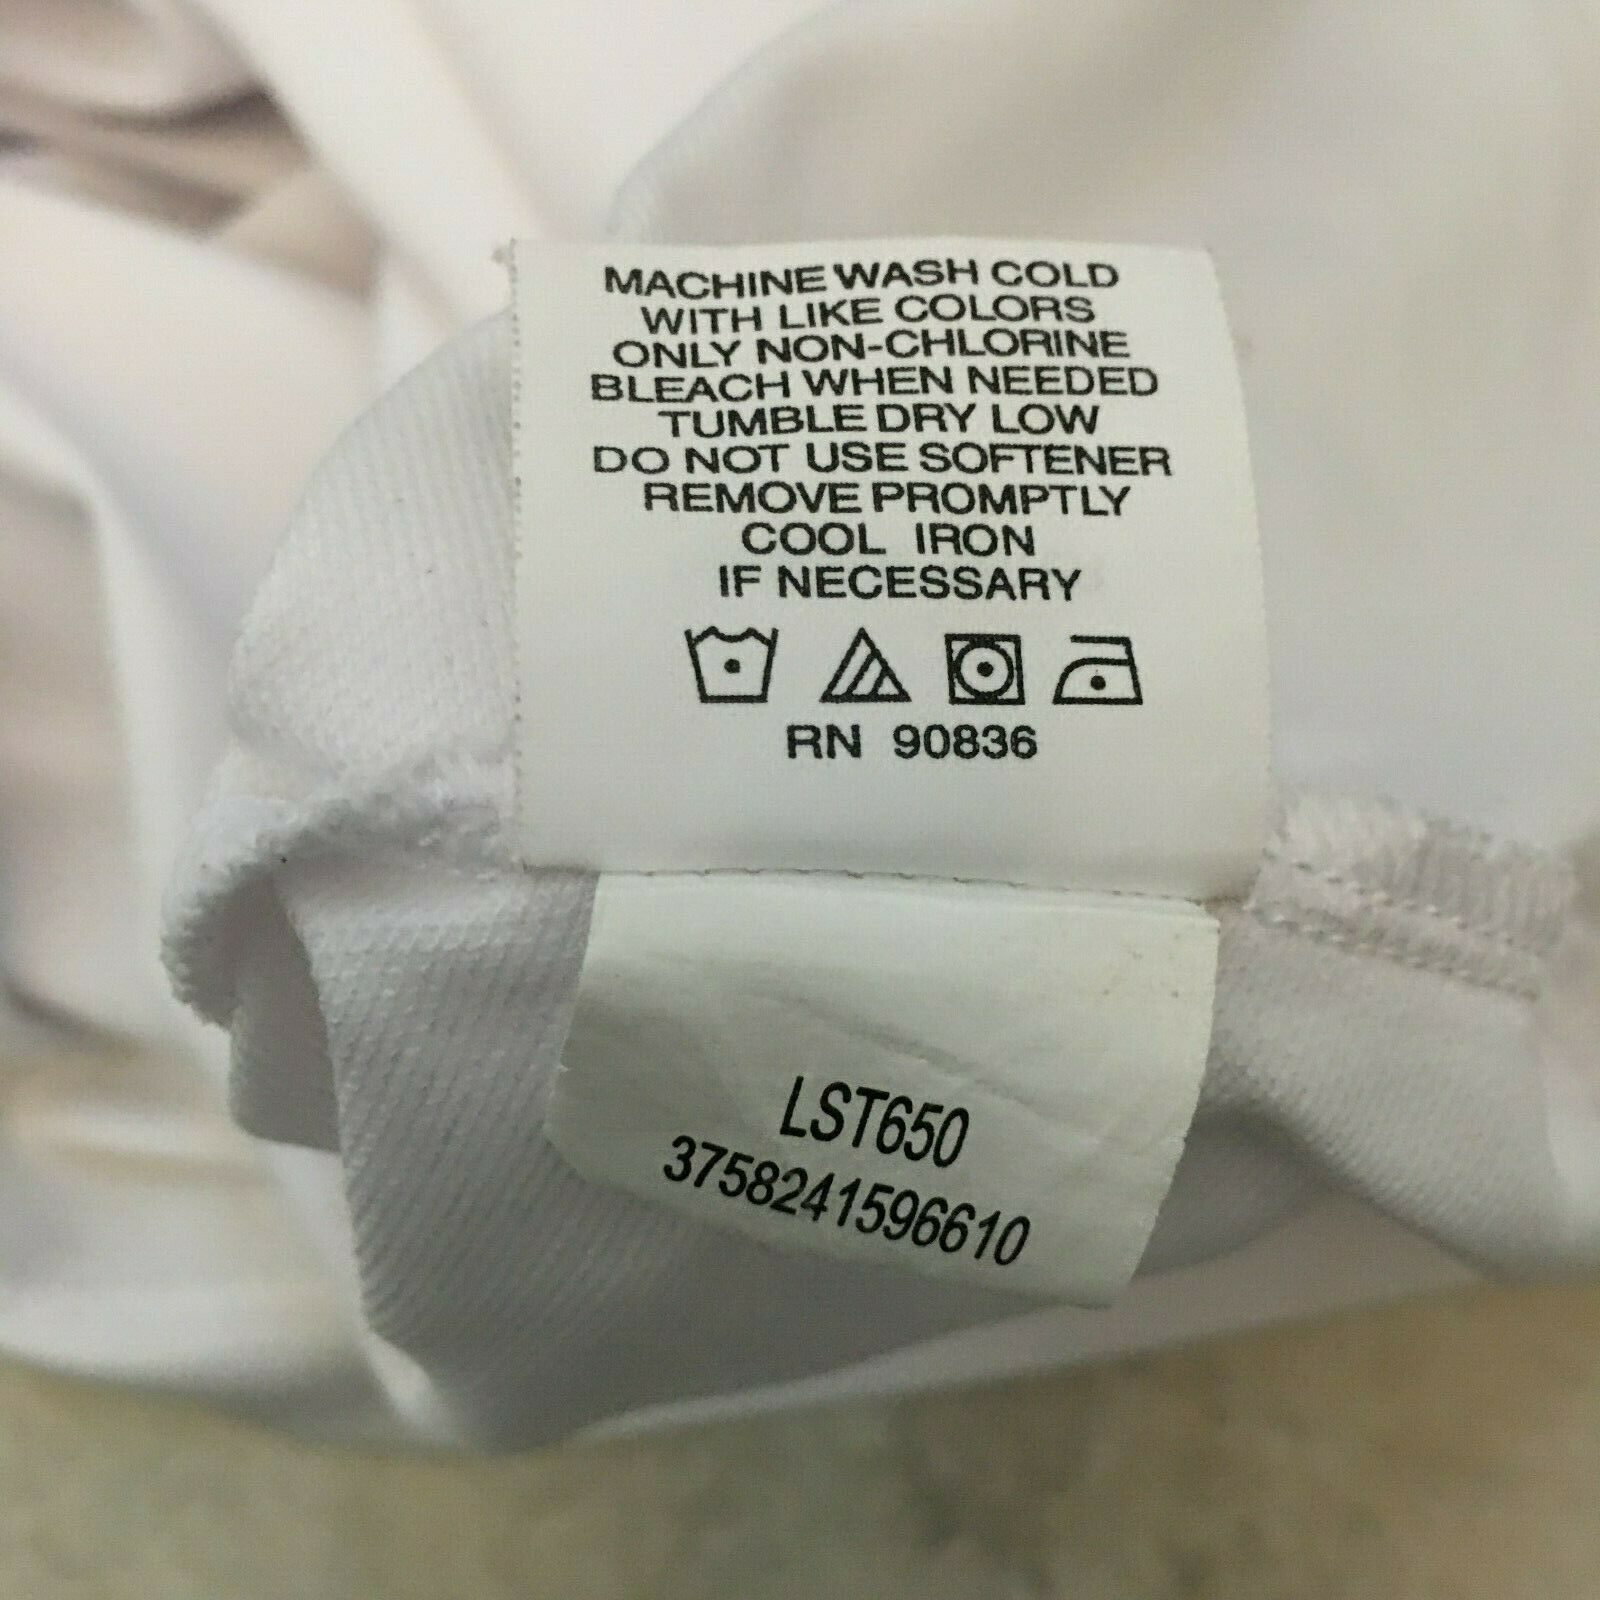 MACHINE WASH COLD
WITH LIKE COLORS
ONLY NON-CHLORINE
BLEACH WHEN NEEDED
TUMBLE DRY LOW
DO NOT USE SOFTENER
REMOVE PROMPTLY
COOL IRON
IF NECESSARY
RN 90836
LST650
3758241596610